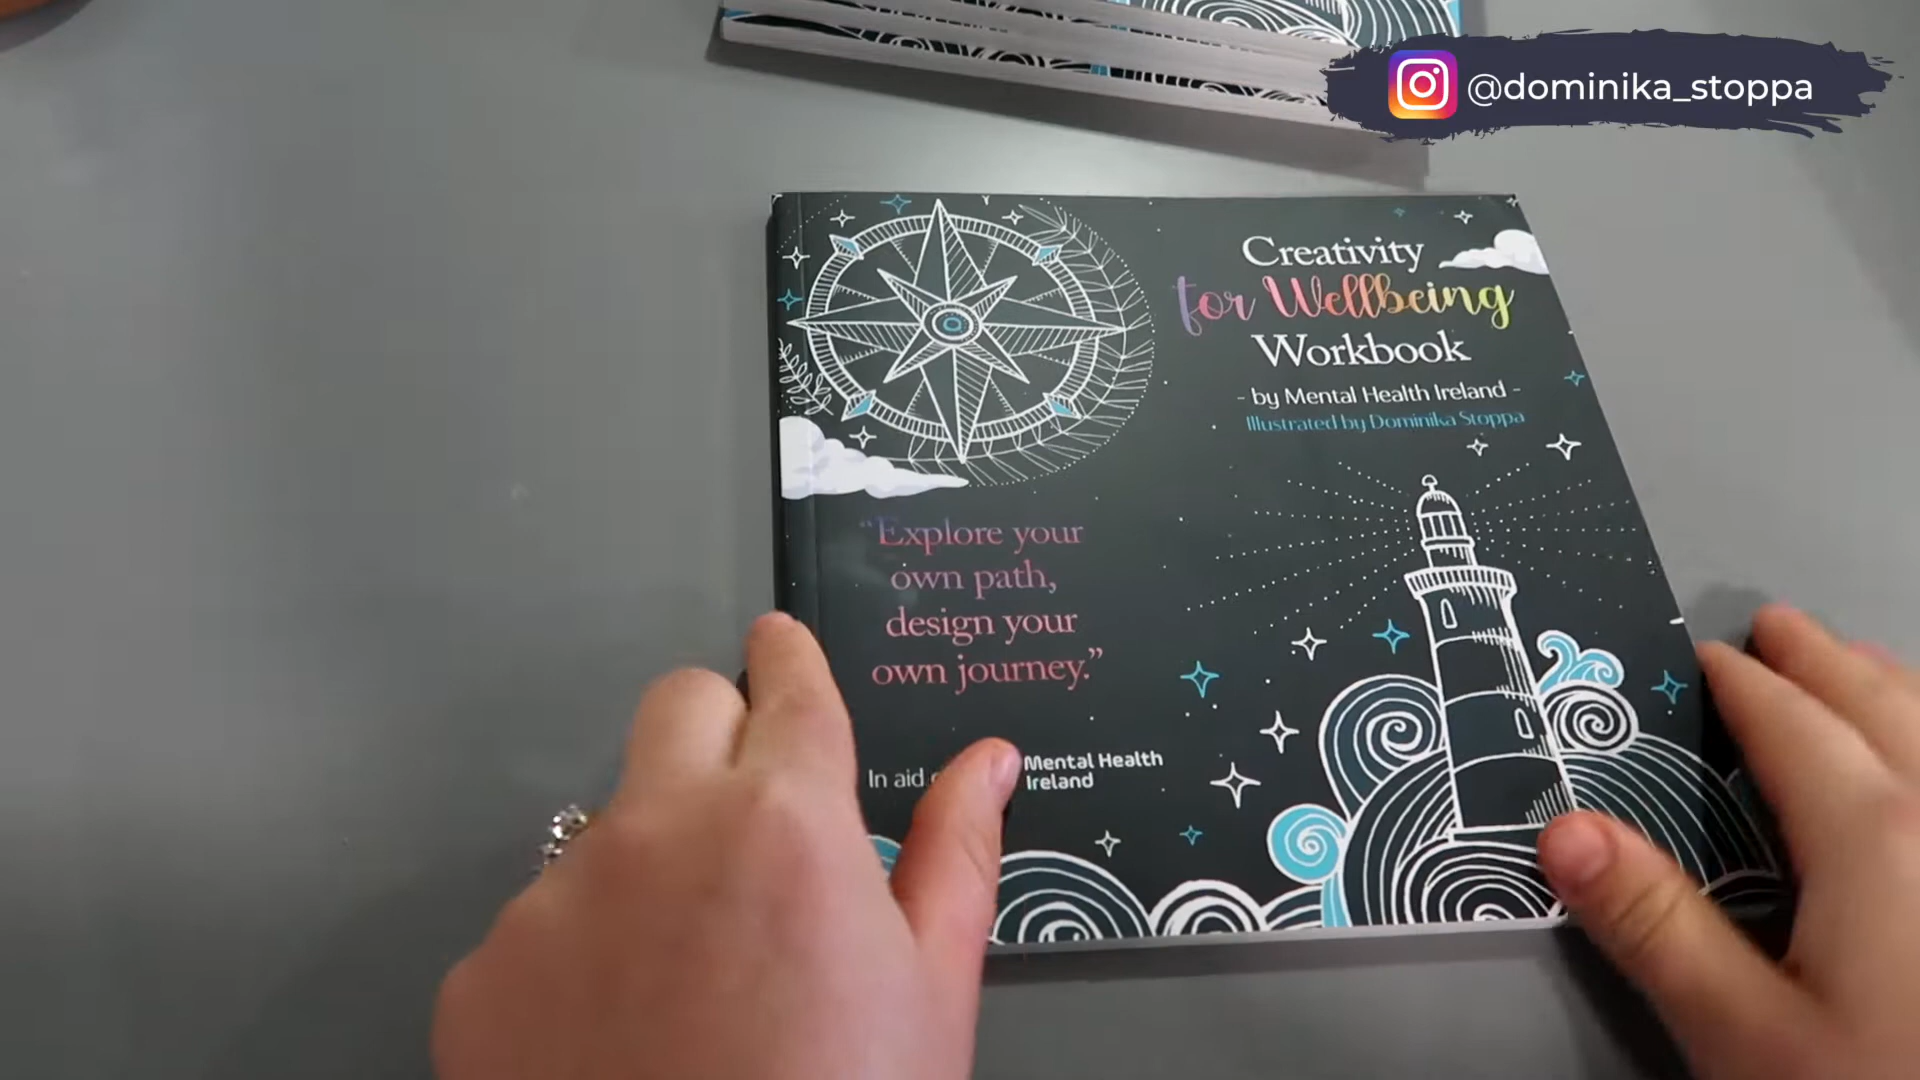 @dominika_stoppa
Creativity
for Wellbeing
Workbook
- by Mental Health Ireland -
Illustrated by Dominika Stoppa
"Explore your
own path,
design your
own journey."
In aid
Mental Health
Ireland